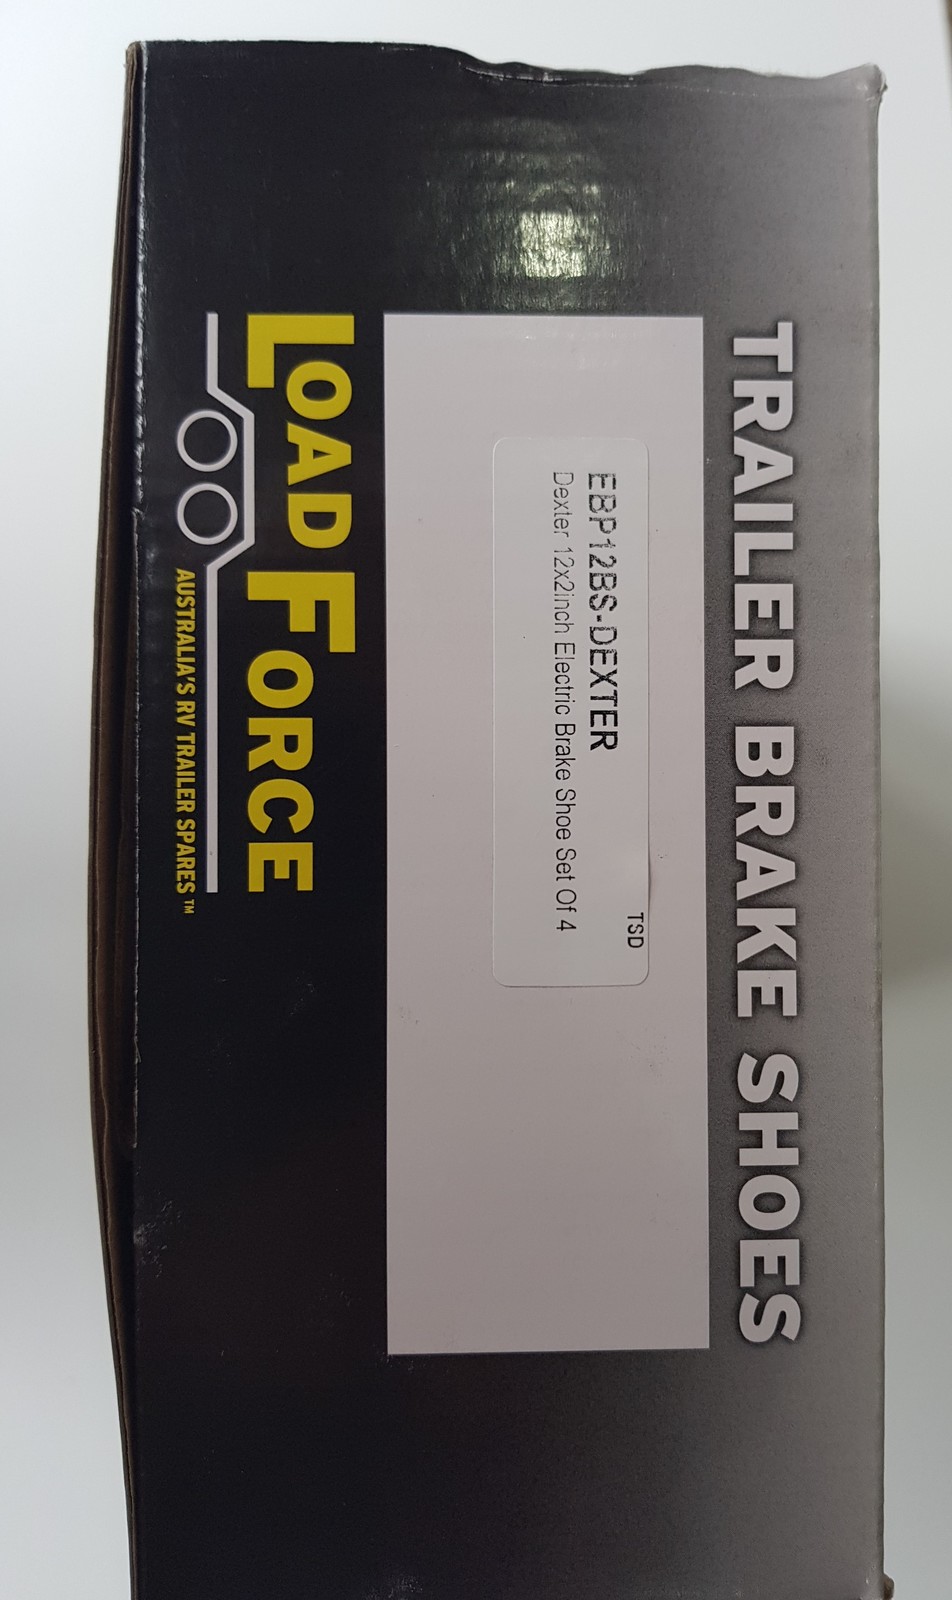 TRAILER BRAKE SHOES
TSD
EBP12BS-DEXTER
Dexter 12x2inch Electric Brake Shoe Set Of 4
LOAD FORCE
AUSTRALIA'S RV TRAILER SPARES™